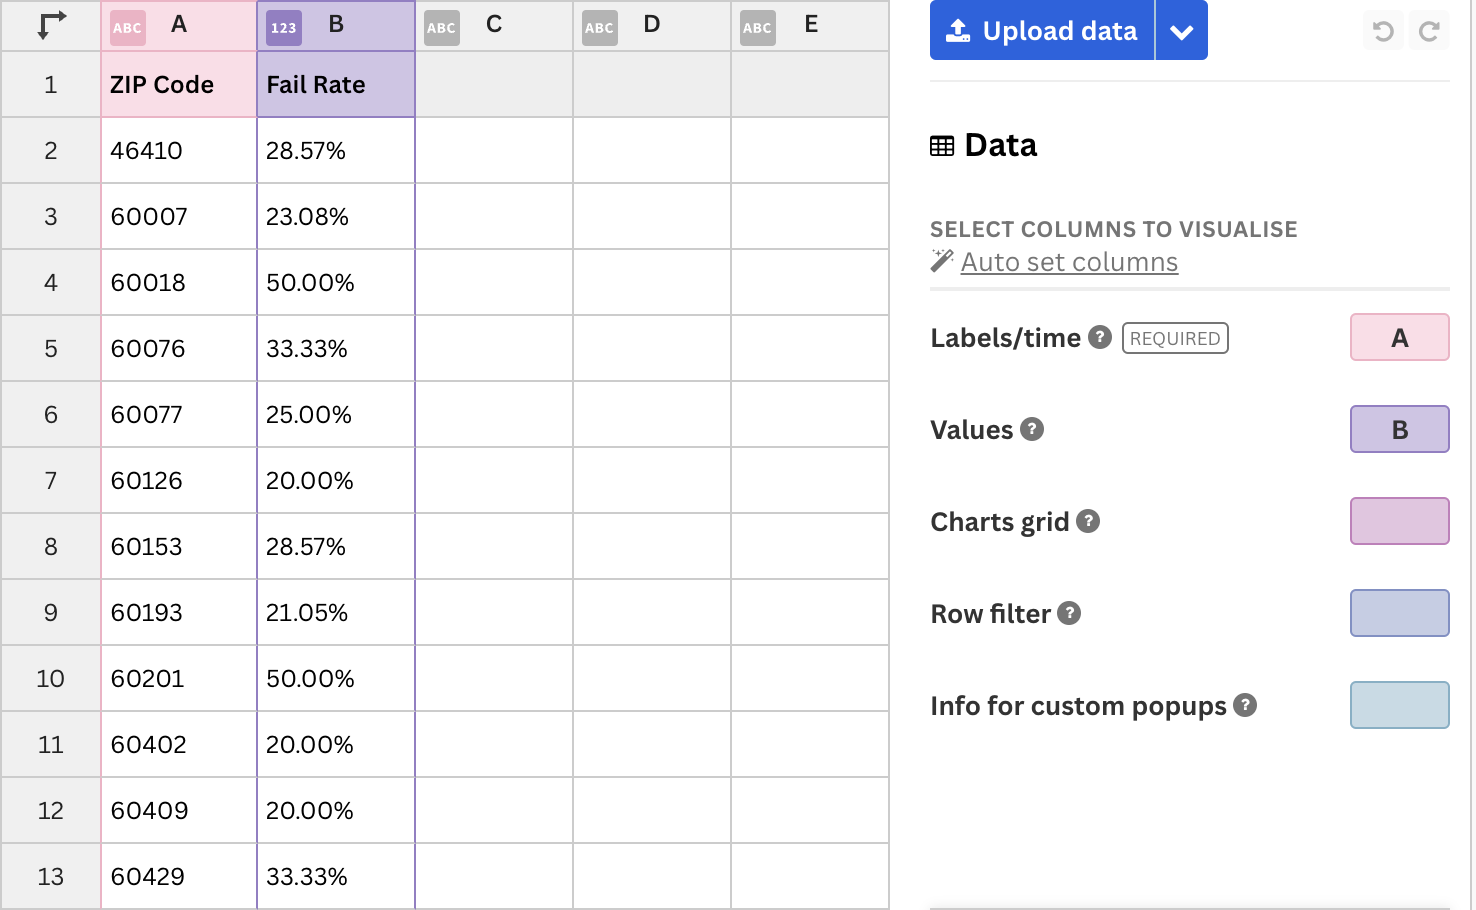 ABC A 123 B ABC C ABC D ABC E
1 ZIP Code Fail Rate
2 46410 28.57%
3 60007 23.08%
4 60018 50.00%
5 60076 33.33%
6 60077 25.00%
7 60126 20.00%
8 60153 28.57%
9 60193 21.05%
10 60201 50.00%
11 60402 20.00%
12 60409 20.00%
13 60429 33.33%
Upload data
Data
SELECT COLUMNS TO VISUALISE
Auto set columns
Labels/time ? REQUIRED A
Values ? B
Charts grid ?
Row filter ?
Info for custom popups ?